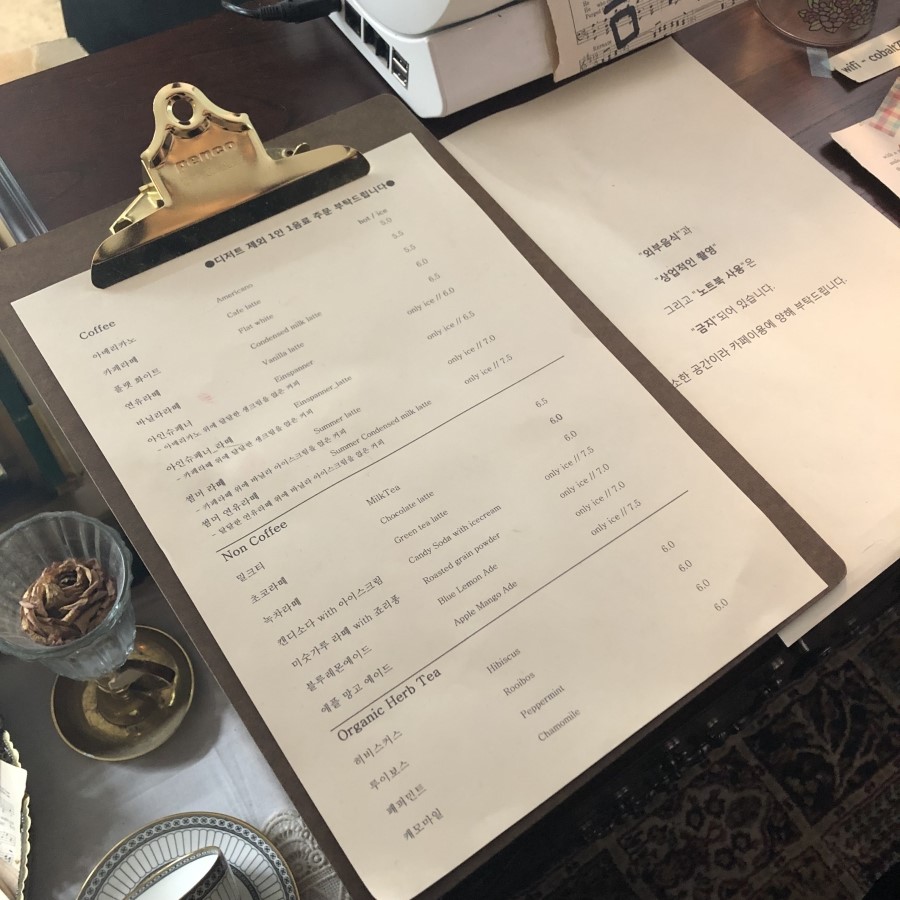 penco
●디저트 제외 1인 1음료 주문 부탁드립니다●
hot / ice
Coffee
아메리카노 Americano 5.0
카페라떼 Cafe latte 5.5
플랫 화이트 Flat white 5.5
연유라떼 Condensed milk latte 6.0
바닐라라떼 Vanilla latte 6.5
아인슈페너 Einspanner only ice // 6.0
- 아메리카노 위에 달달한 생크림을 얹은 커피
아인슈페너_라떼 Einspanner_latte only ice // 6.5
- 카페라떼 위에 달달한 생크림을 얹은 커피
썸머 라떼 Summer latte only ice // 7.0
- 카페라떼 위에 바닐라 아이스크림을 얹은 커피
썸머 연유라떼 Summer Condensed milk latte only ice // 7.5
- 달달한 연유라떼 위에 바닐라 아이스크림을 얹은 커피
Non Coffee
밀크티 MilkTea 6.5
초코라떼 Chocolate latte 6.0
녹차라떼 Green tea latte 6.0
캔디소다 with 아이스크림 Candy Soda with icecream only ice // 7.5
미숫가루 라떼 with 죠리퐁 Roasted grain powder only ice // 7.0
블루레몬에이드 Blue Lemon Ade only ice // 7.0
애플 망고 에이드 Apple Mango Ade only ice // 7.5
Organic Herb Tea
히비스커스 Hibiscus 6.0
루이보스 Rooibos 6.0
페퍼민트 Peppermint 6.0
캐모마일 Chamomile 6.0
"외부음식"과
"상업적인 촬영"
그리고 "노트북 사용"은
"금지"되어 있습니다.
소한 공간이라 카페이용에 양해 부탁드립니다.
wifi - cobalt